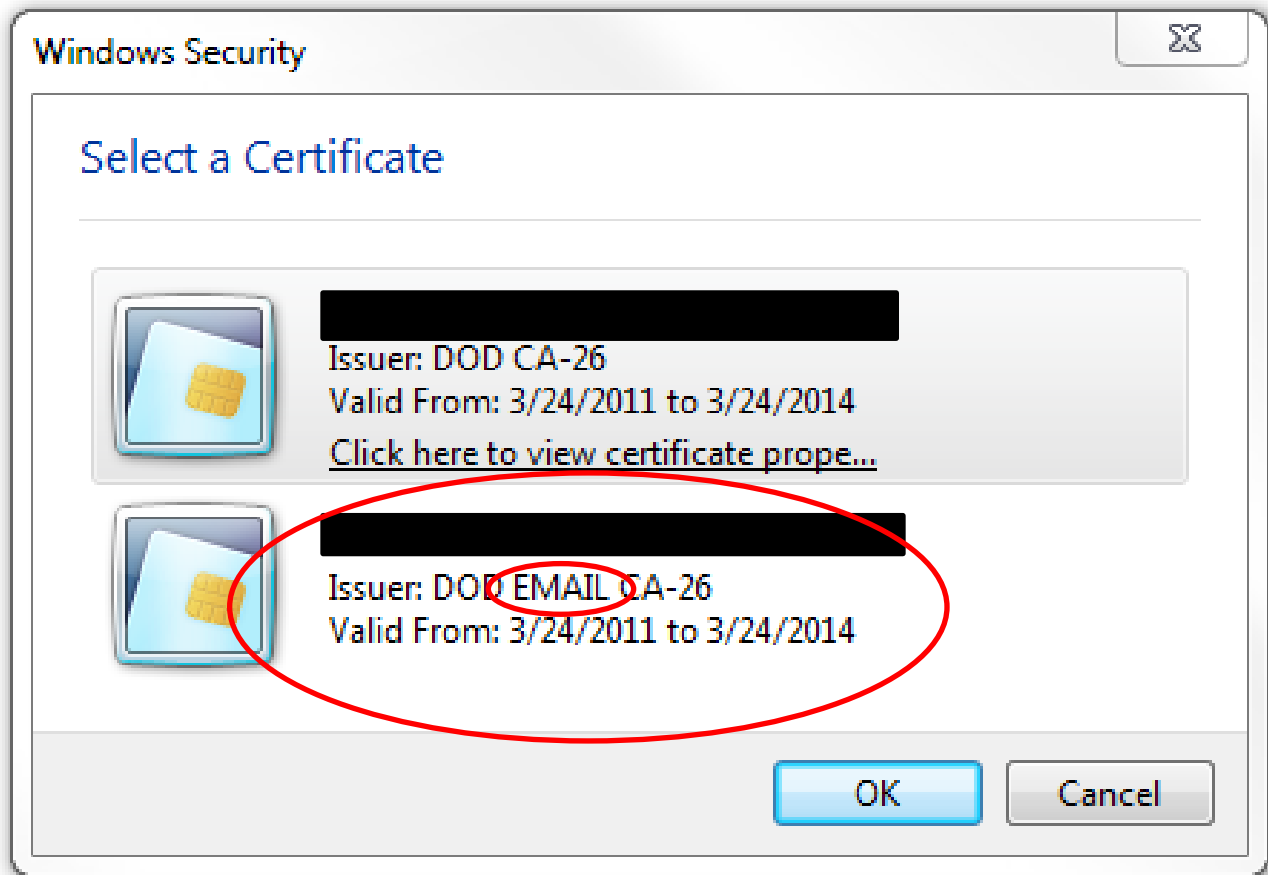 Windows Security
Select a Certificate
Issuer: DOD CA-26
Valid From: 3/24/2011 to 3/24/2014
Click here to view certificate prope...
Issuer: DOD EMAIL CA-26
Valid From: 3/24/2011 to 3/24/2014
OK
Cancel